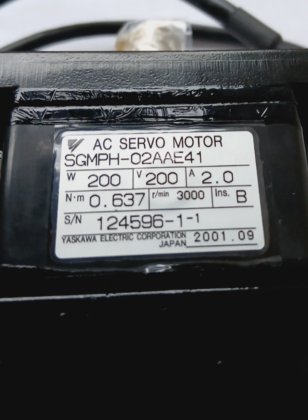 AC SERVO MOTOR
SGMPH-02AAE41
W 200 V 200 A 2.0
N·m 0.637 r/min 3000 Ins. B
S/N 124596-1-1
YASKAWA ELECTRIC CORPORATION 2001.09
JAPAN